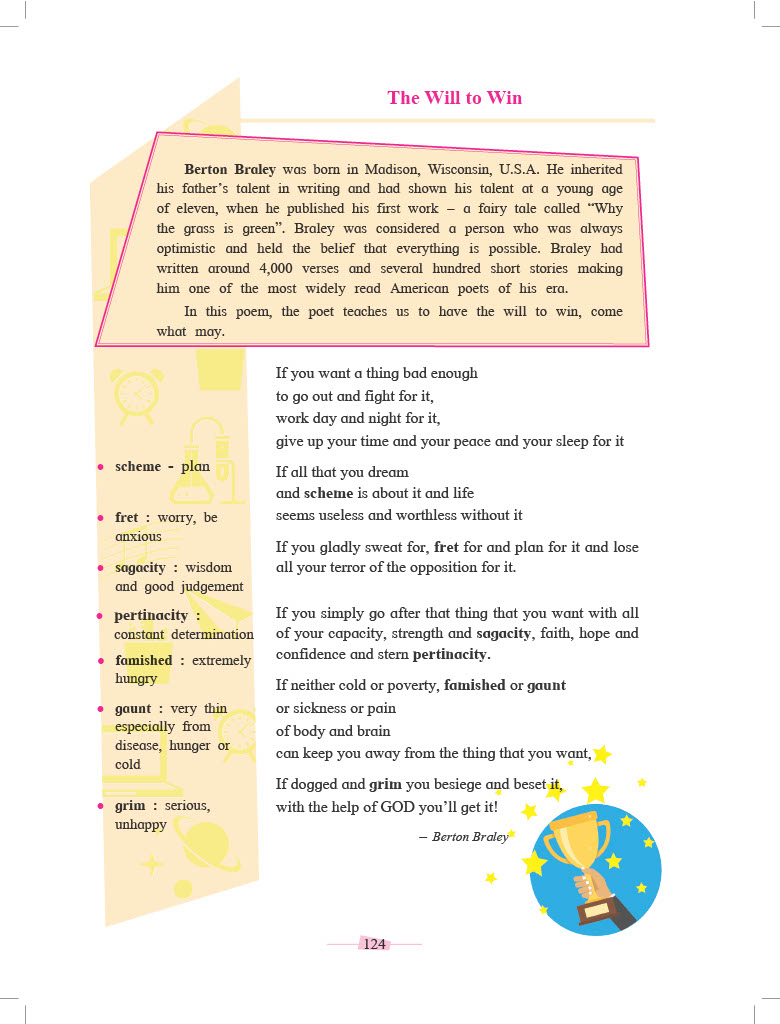 The Will to Win
Berton Braley was born in Madison, Wisconsin, U.S.A. He inherited
his father's talent in writing and had shown his talent at a young age
of eleven, when he published his first work – a fairy tale called “Why
the grass is green”. Braley was considered a person who was always
optimistic and held the belief that everything is possible. Braley had
written around 4,000 verses and several hundred short stories making
him one of the most widely read American poets of his era.
In this poem, the poet teaches us to have the will to win, come
what may.
If you want a thing bad enough
to go out and fight for it,
work day and night for it,
give up your time and your peace and your sleep for it
If all that you dream
and scheme is about it and life
seems useless and worthless without it
If you gladly sweat for, fret for and plan for it and lose
all your terror of the opposition for it.
If you simply go after that thing that you want with all
of your capacity, strength and sagacity, faith, hope and
confidence and stern pertinacity.
If neither cold or poverty, famished or gaunt
or sickness or pain
of body and brain
can keep you away from the thing that you want,
If dogged and grim you besiege and beset it,
with the help of GOD you'll get it!
– Berton Braley
• scheme - plan
• fret : worry, be
anxious
• sagacity : wisdom
and good judgement
• pertinacity :
constant determination
• famished : extremely
hungry
• gaunt : very thin
especially from
disease, hunger or
cold
• grim : serious,
unhappy
124